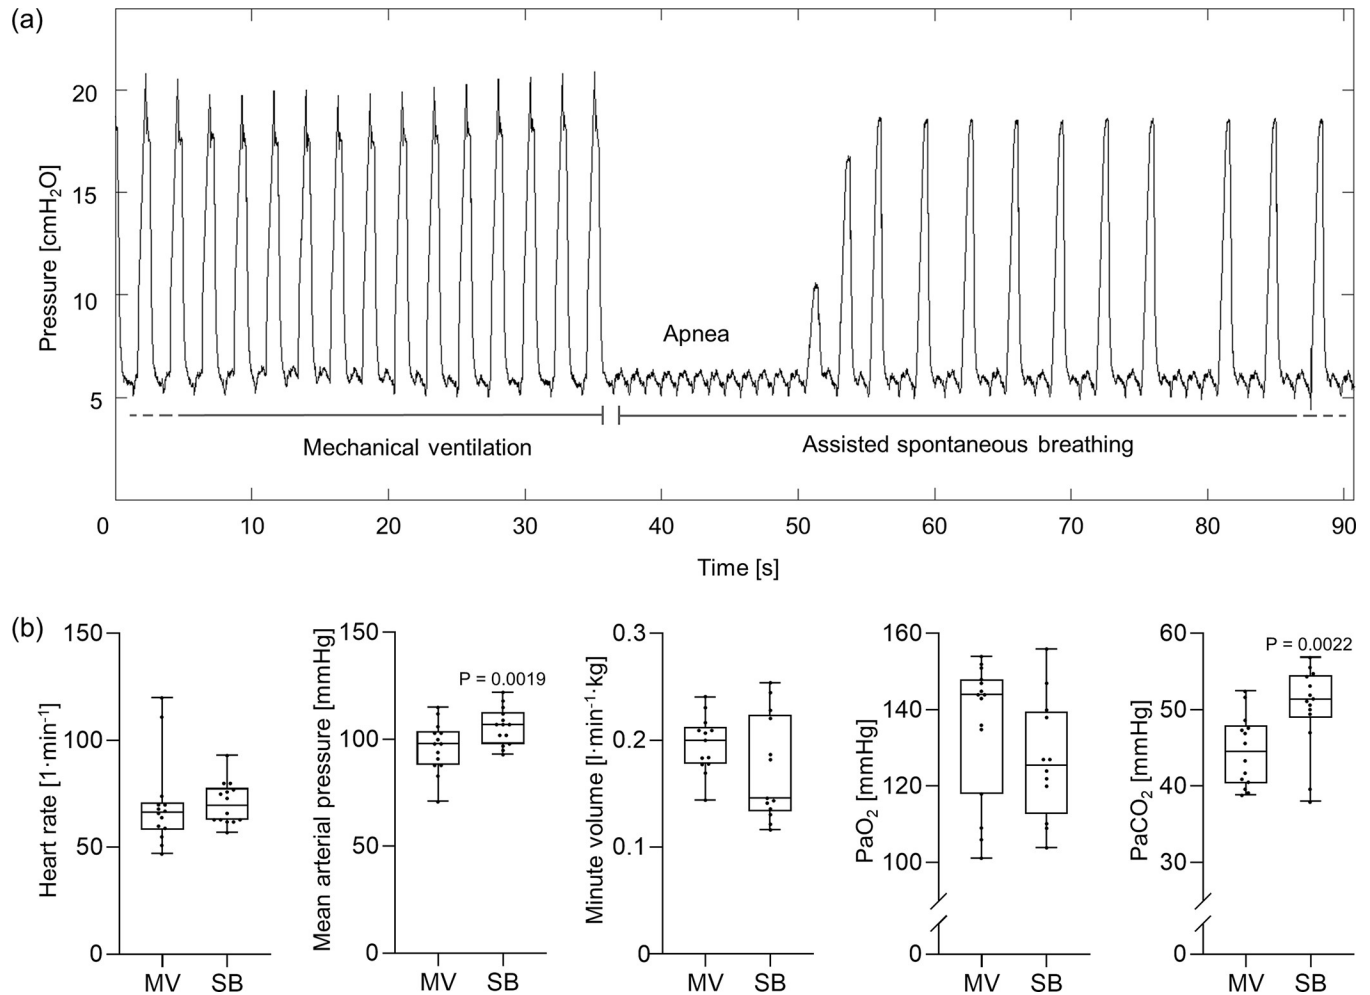 (a)
20
15
10
5
Pressure [cmH₂O]
Apnea
Mechanical ventilation
Assisted spontaneous breathing
0 10 20 30 40 50 60 70 80 90
Time [s]
(b)
150
100
50
0
Heart rate [1·min⁻¹]
MV SB
150
100
50
0
Mean arterial pressure [mmHg]
P = 0.0019
MV SB
0.3
0.2
0.1
0
Minute volume [l·min⁻¹·kg]
MV SB
160
140
120
100
0
PaO₂ [mmHg]
MV SB
60
50
40
30
0
PaCO₂ [mmHg]
P = 0.0022
MV SB